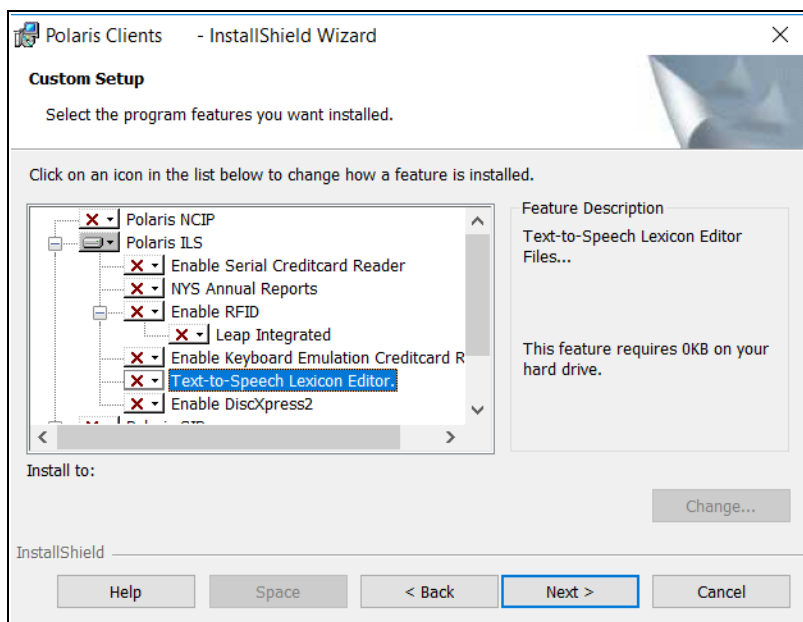 Polaris Clients - InstallShield Wizard
Custom Setup
Select the program features you want installed.
Click on an icon in the list below to change how a feature is installed.
Polaris NCIP
Polaris ILS
Enable Serial Creditcard Reader
NYS Annual Reports
Enable RFID
Leap Integrated
Enable Keyboard Emulation Creditcard R
Text-to-Speech Lexicon Editor.
Enable DiscXpress2
Feature Description
Text-to-Speech Lexicon Editor
Files...
This feature requires 0KB on your
hard drive.
Install to:
Change...
InstallShield
Help
Space
< Back
Next >
Cancel